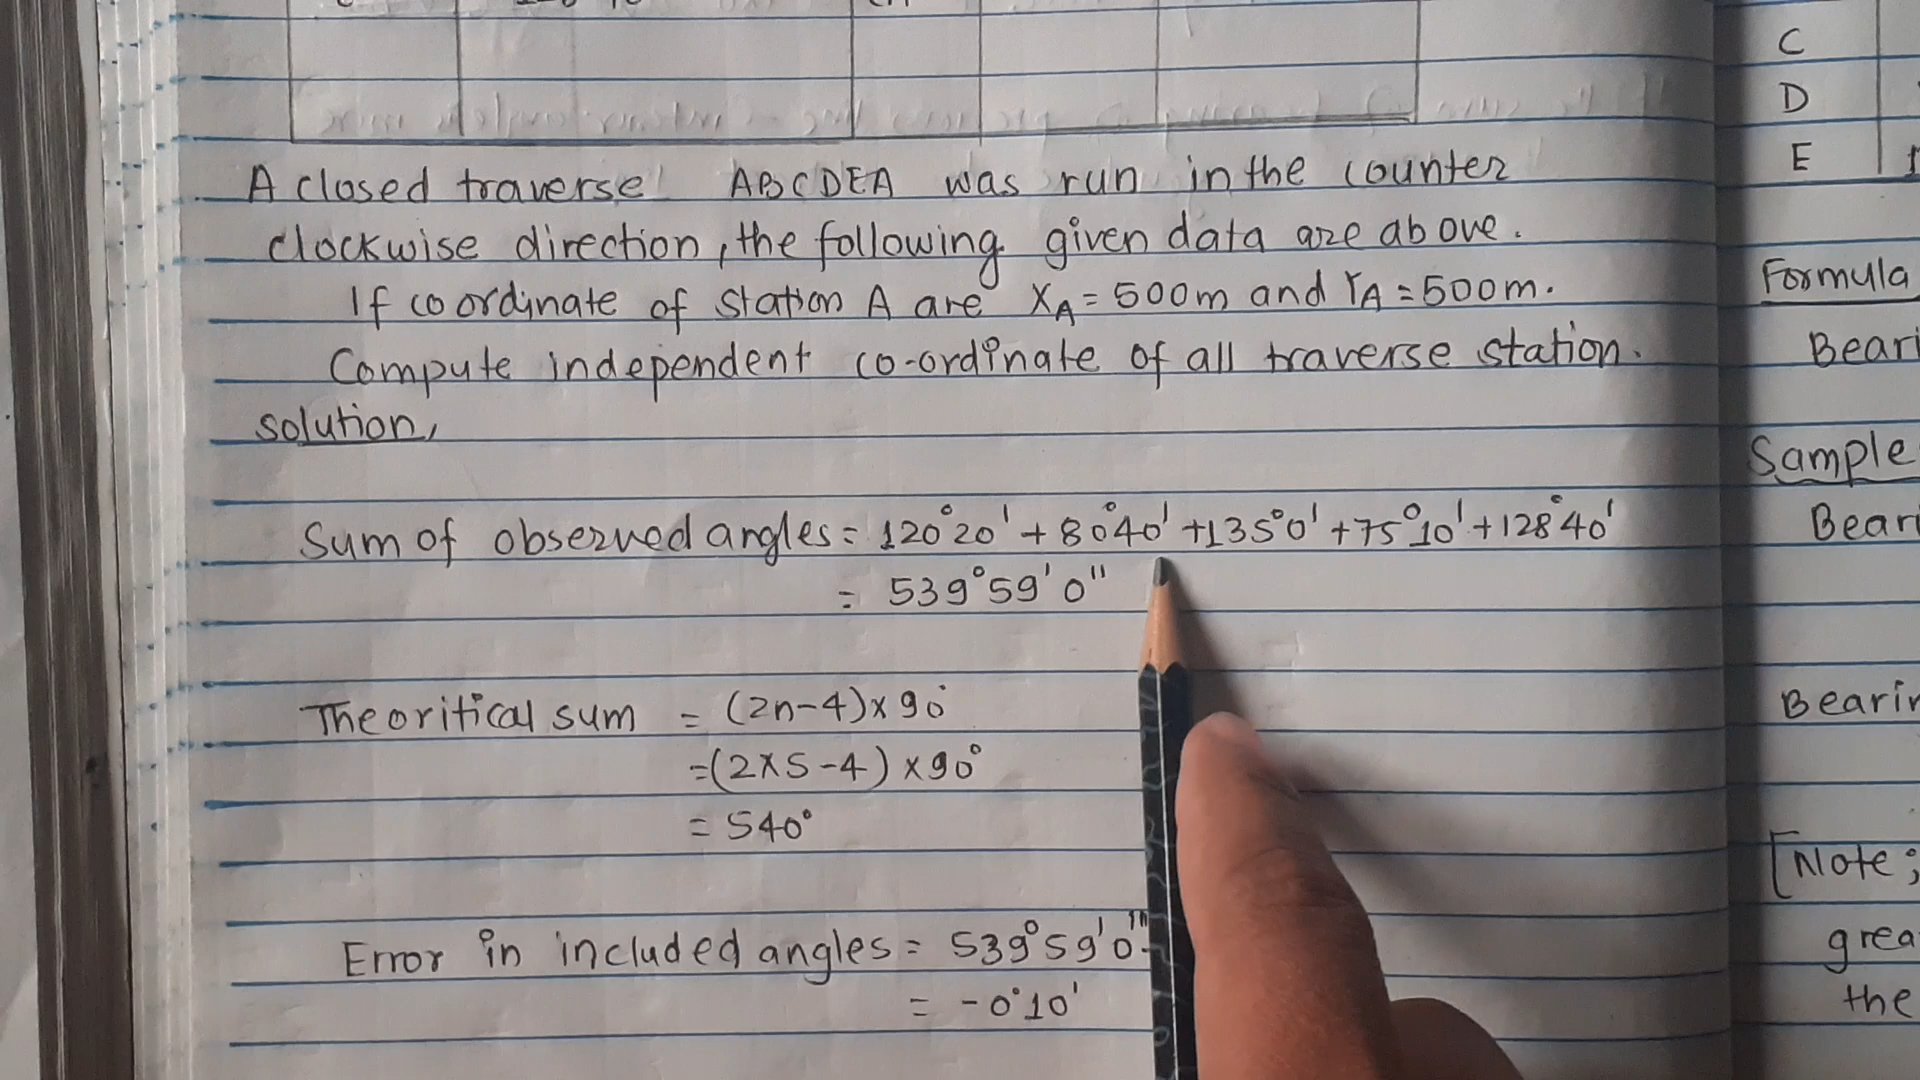 A closed traverse ABCDEA was run in the counter
clockwise direction, the following given data are above.
If coordinate of station A are XA = 500m and YA = 500m.
Compute independent co-ordinate of all traverse station.
solution,
Sum of observed angles = 120°20' + 80°40' + 135°0' + 75°10' + 128°40'
= 539°59'0"
Theoritical sum = (2n-4) x 90°
= (2x5-4) x 90°
= 540°
Error in included angles = 539°59'0"-
= -0°10'
C
D
E
Formula
Beari
Sample
Bear
Bearin
[Note;
grea
the